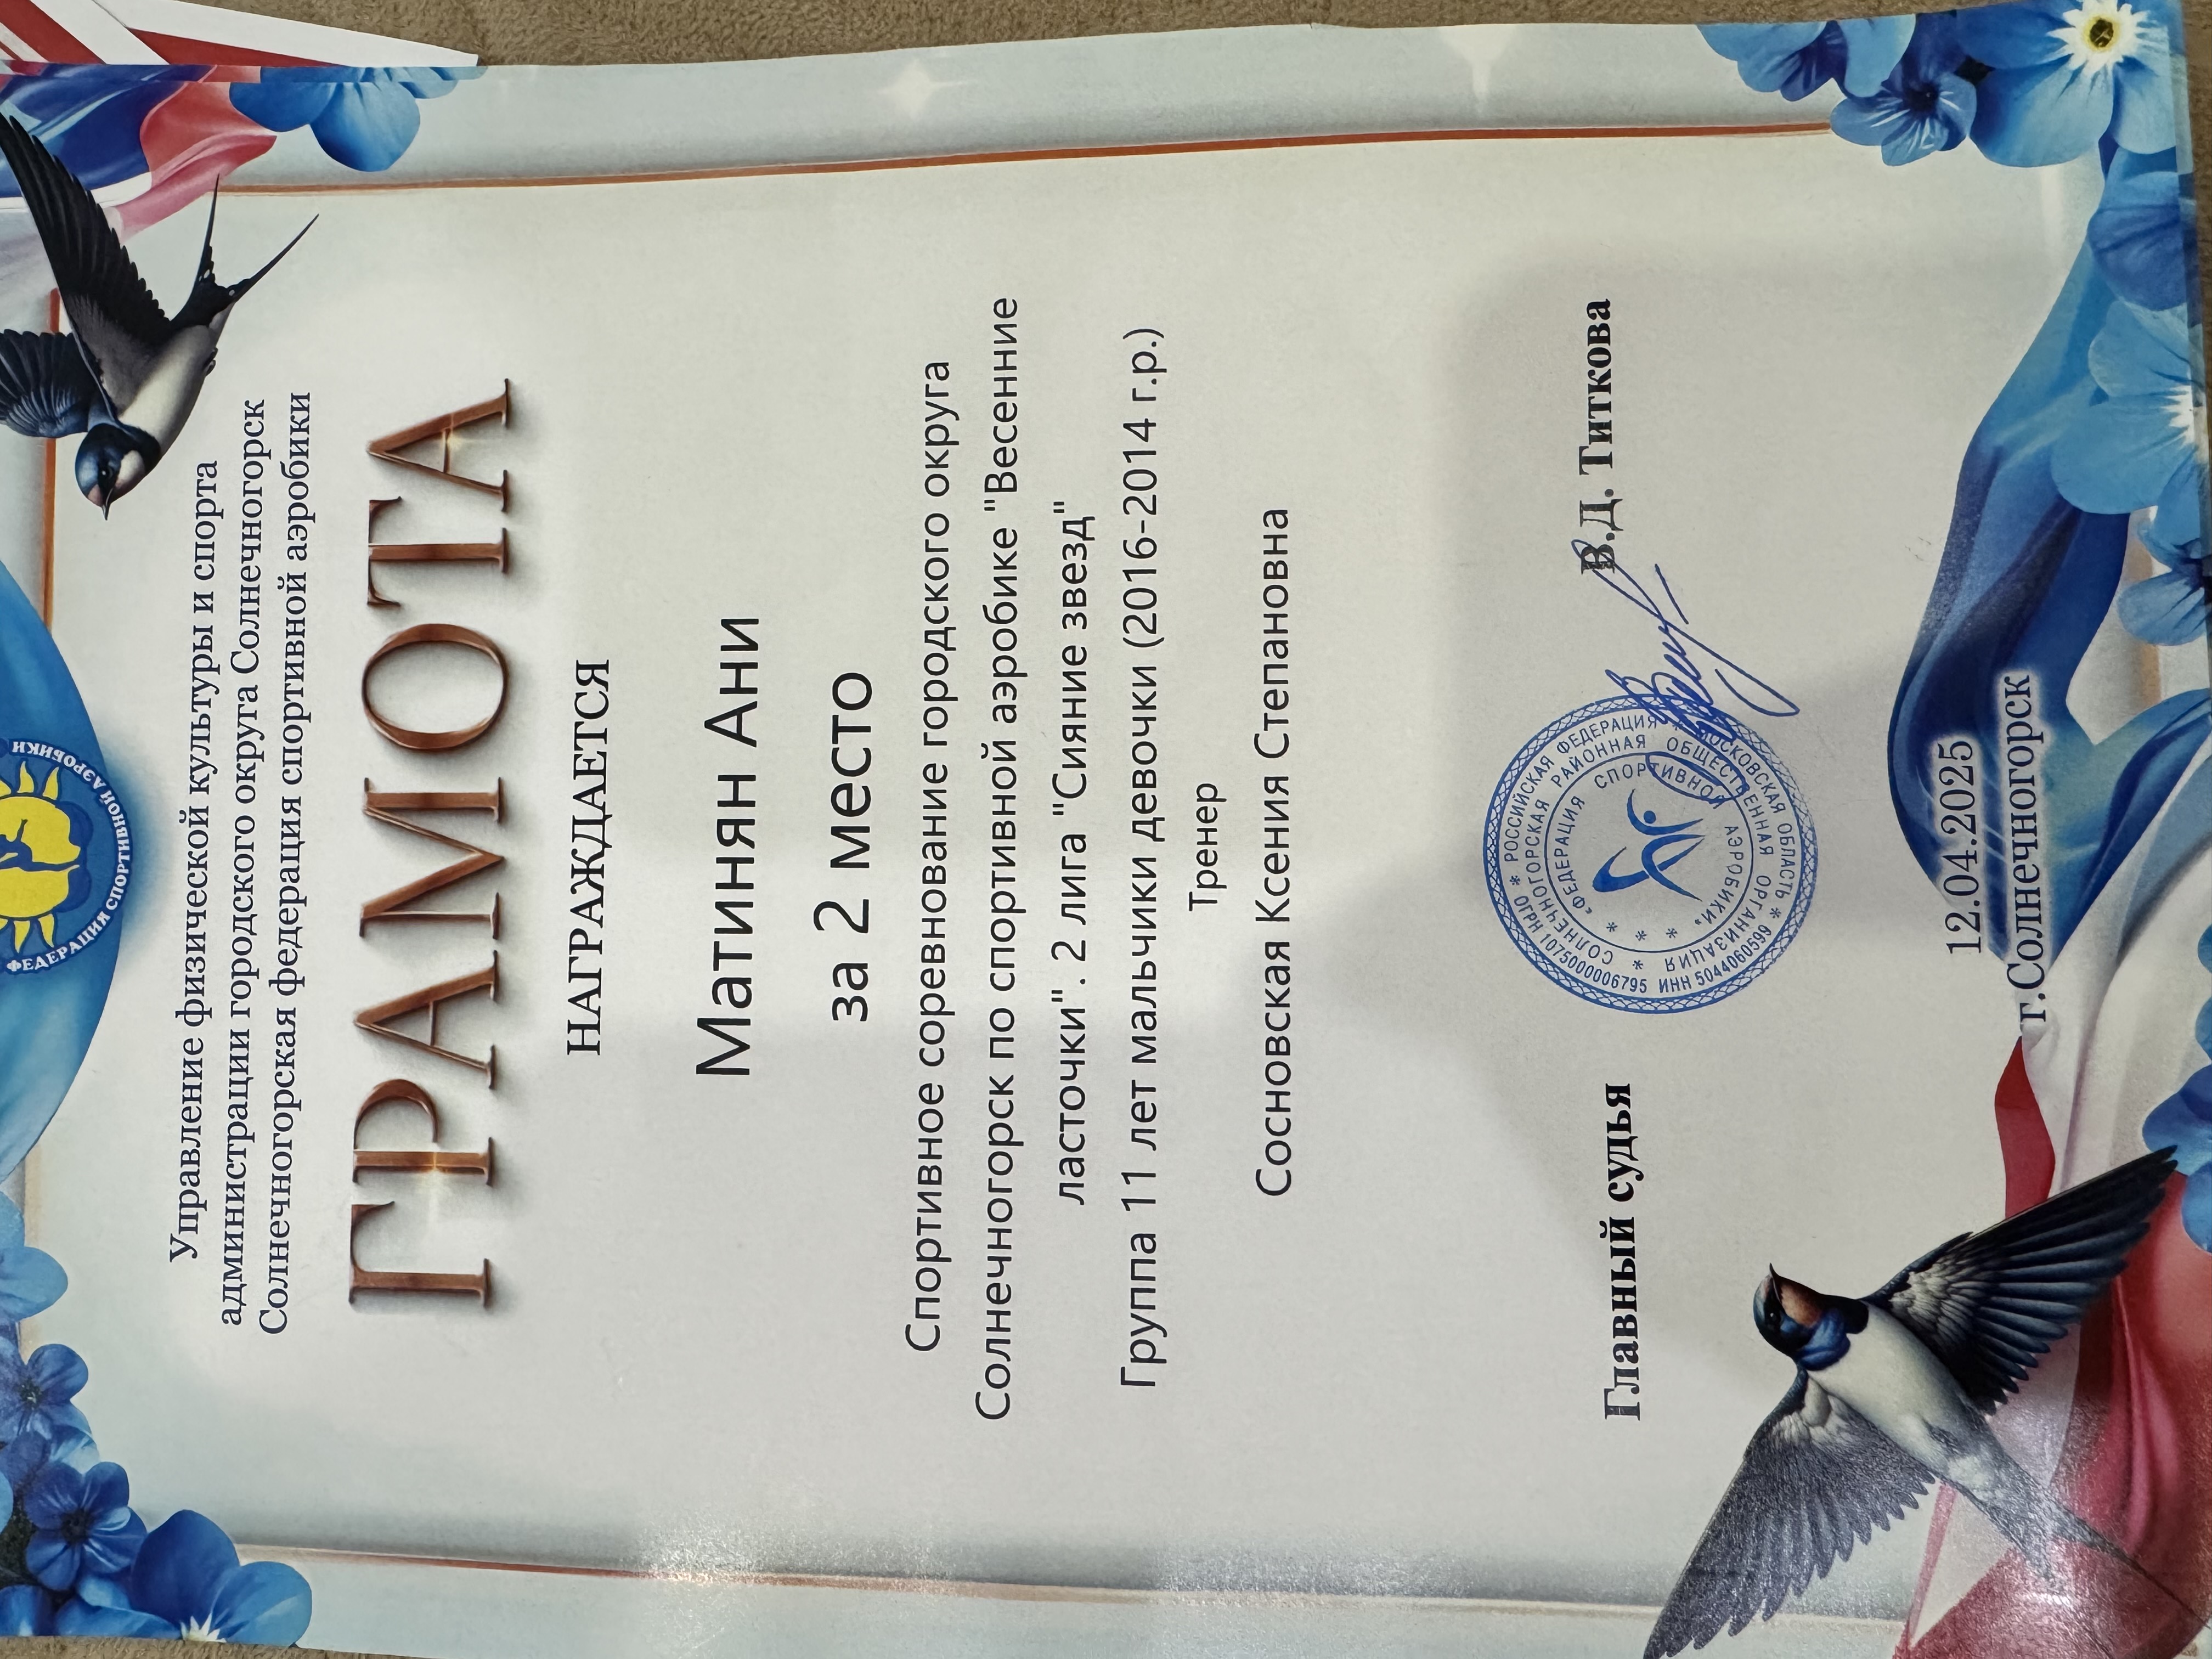 ФЕДЕРАЦИЯ СПОРТИВНОЙ АЭРОБИКИ
Управление физической культуры и спорта
администрации городского округа Солнечногорск
Солнечногорская федерация спортивной аэробики
ГРАМОТА
НАГРАЖДАЕТСЯ
Матинян Ани
за 2 место
Спортивное соревнование городского округа
Солнечногорск по спортивной аэробике "Весенние
ласточки". 2 лига "Сияние звезд"
Группа 11 лет мальчики девочки (2016-2014 г.р.)
Тренер
Сосновская Ксения Степановна
Главный судья В.Д. Титкова
* РОССИЙСКАЯ ФЕДЕРАЦИЯ * МОСКОВСКАЯ ОБЛАСТЬ * ИНН 5044060599 ОГРН 1075000006795
* СОЛНЕЧНОГОРСКАЯ РАЙОННАЯ ОБЩЕСТВЕННАЯ ОРГАНИЗАЦИЯ
"ФЕДЕРАЦИЯ СПОРТИВНОЙ АЭРОБИКИ" * * *
12.04.2025
г.Солнечногорск